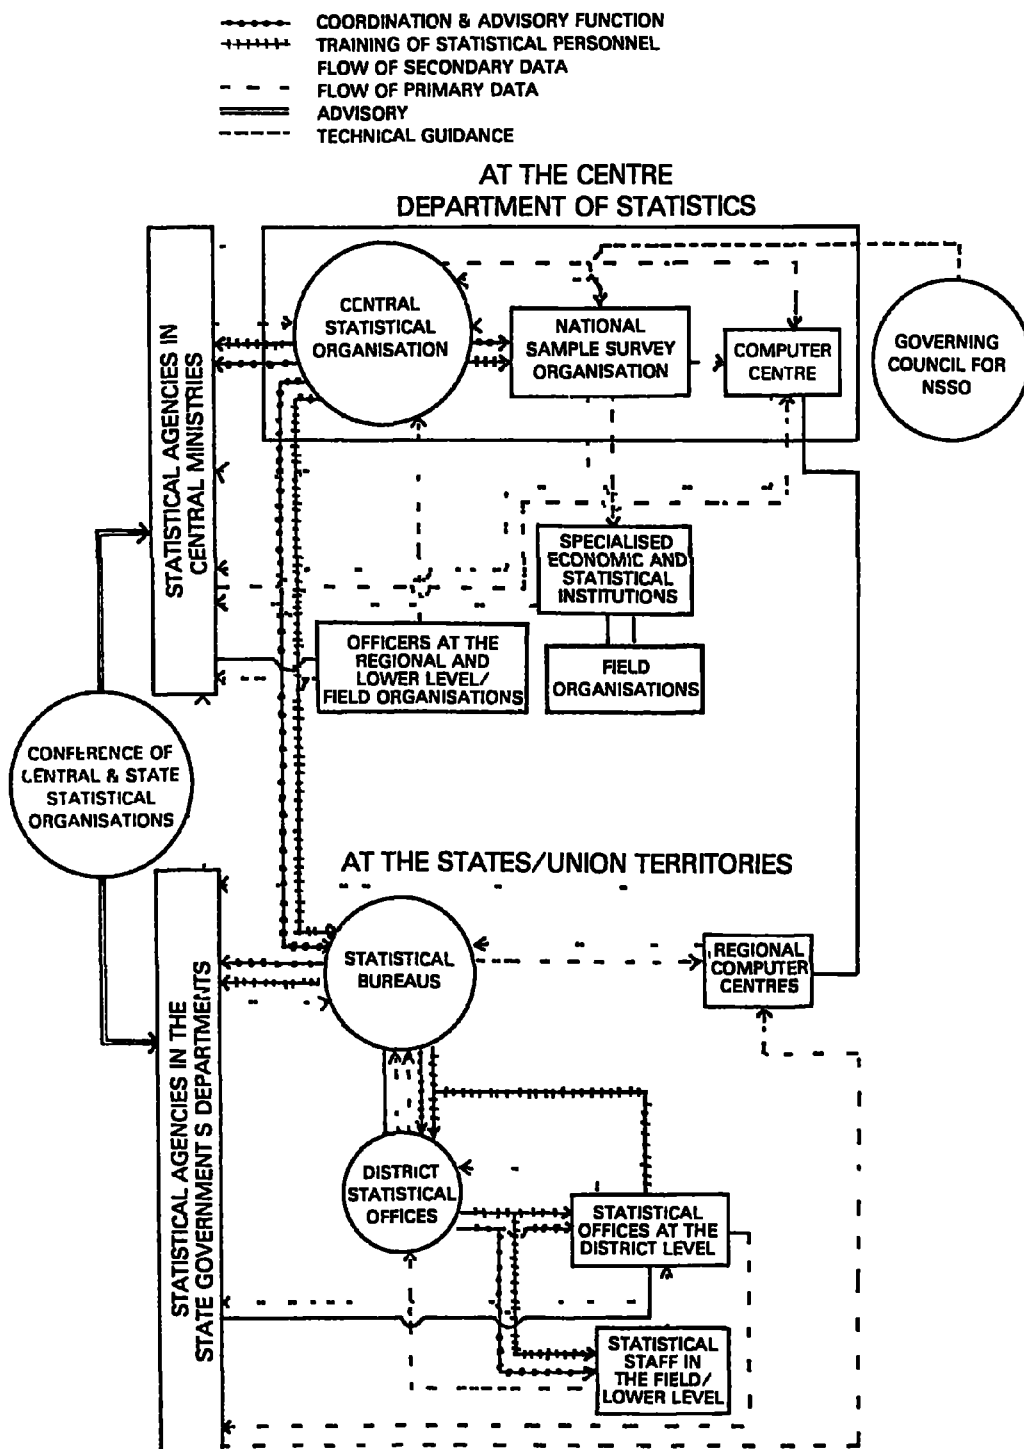 COORDINATION & ADVISORY FUNCTION
TRAINING OF STATISTICAL PERSONNEL
FLOW OF SECONDARY DATA
FLOW OF PRIMARY DATA
ADVISORY
TECHNICAL GUIDANCE
AT THE CENTRE
DEPARTMENT OF STATISTICS
STATISTICAL AGENCIES IN
CENTRAL MINISTRIES
CENTRAL
STATISTICAL
ORGANISATION
NATIONAL
SAMPLE SURVEY
ORGANISATION
COMPUTER
CENTRE
GOVERNING
COUNCIL FOR
NSSO
SPECIALISED
ECONOMIC AND
STATISTICAL
INSTITUTIONS
OFFICERS AT THE
REGIONAL AND
LOWER LEVEL/
FIELD ORGANISATIONS
FIELD
ORGANISATIONS
CONFERENCE OF
CENTRAL & STATE
STATISTICAL
ORGANISATIONS
AT THE STATES/UNION TERRITORIES
STATISTICAL AGENCIES IN THE
STATE GOVERNMENT S DEPARTMENTS
STATISTICAL
BUREAUS
REGIONAL
COMPUTER
CENTRES
DISTRICT
STATISTICAL
OFFICES
STATISTICAL
OFFICES AT THE
DISTRICT LEVEL
STATISTICAL
STAFF IN
THE FIELD/
LOWER LEVEL